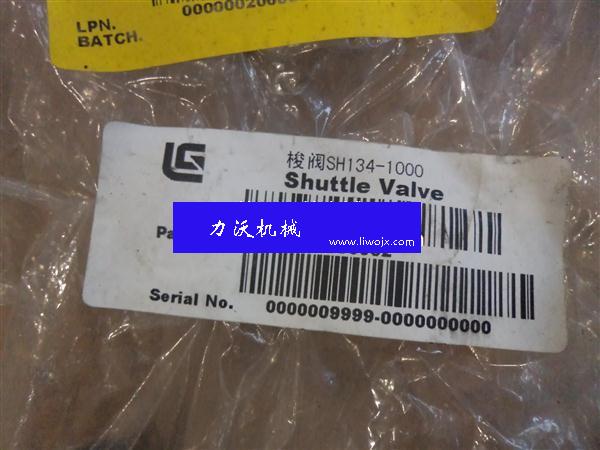 LPN.
BATCH.
LG
梭阀SH134-1000
Shuttle Valve
力沃机械
www.liwojx.com
Serial No.
0000009999-0000000000